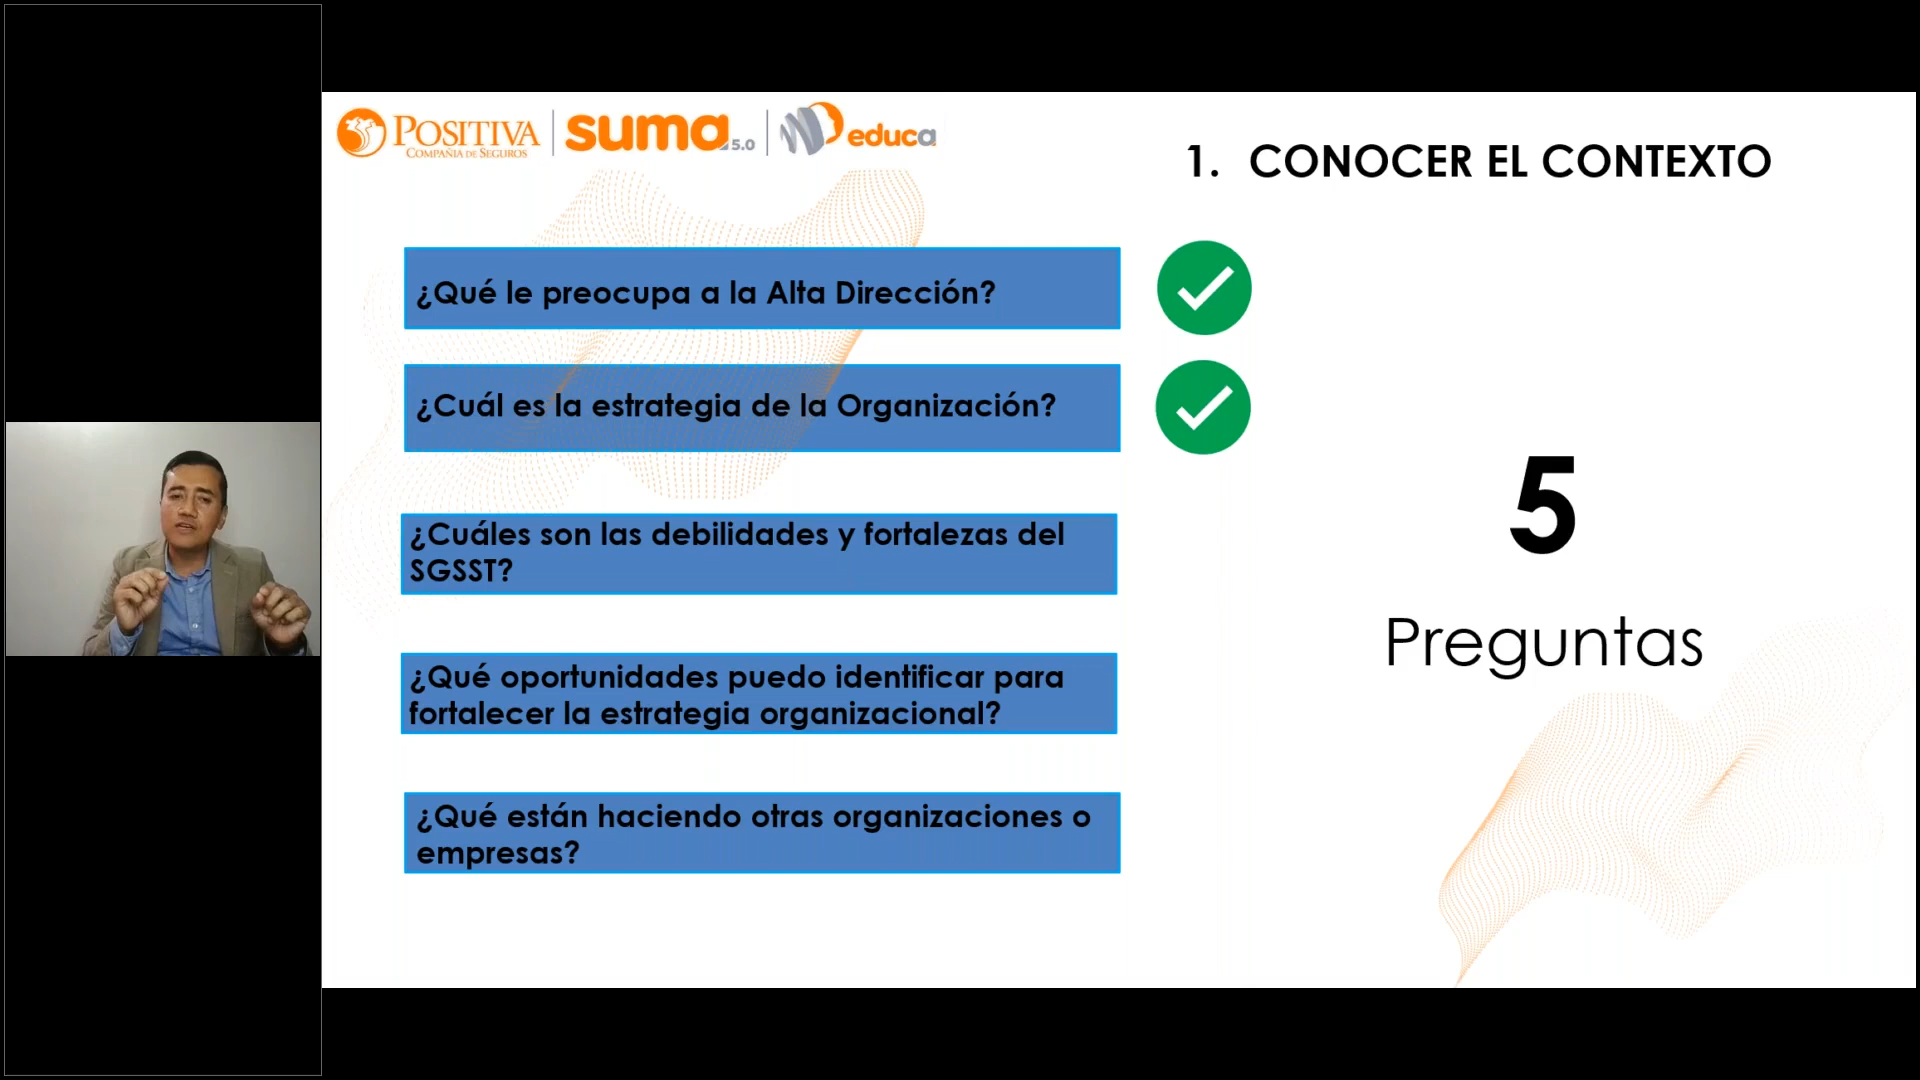 POSITIVA
COMPAÑIA DE SEGUROS
suma 5.0
educa
1. CONOCER EL CONTEXTO
¿Qué le preocupa a la Alta Dirección?
¿Cuál es la estrategia de la Organización?
¿Cuáles son las debilidades y fortalezas del
SGSST?
¿Qué oportunidades puedo identificar para
fortalecer la estrategia organizacional?
¿Qué están haciendo otras organizaciones o
empresas?
5
Preguntas